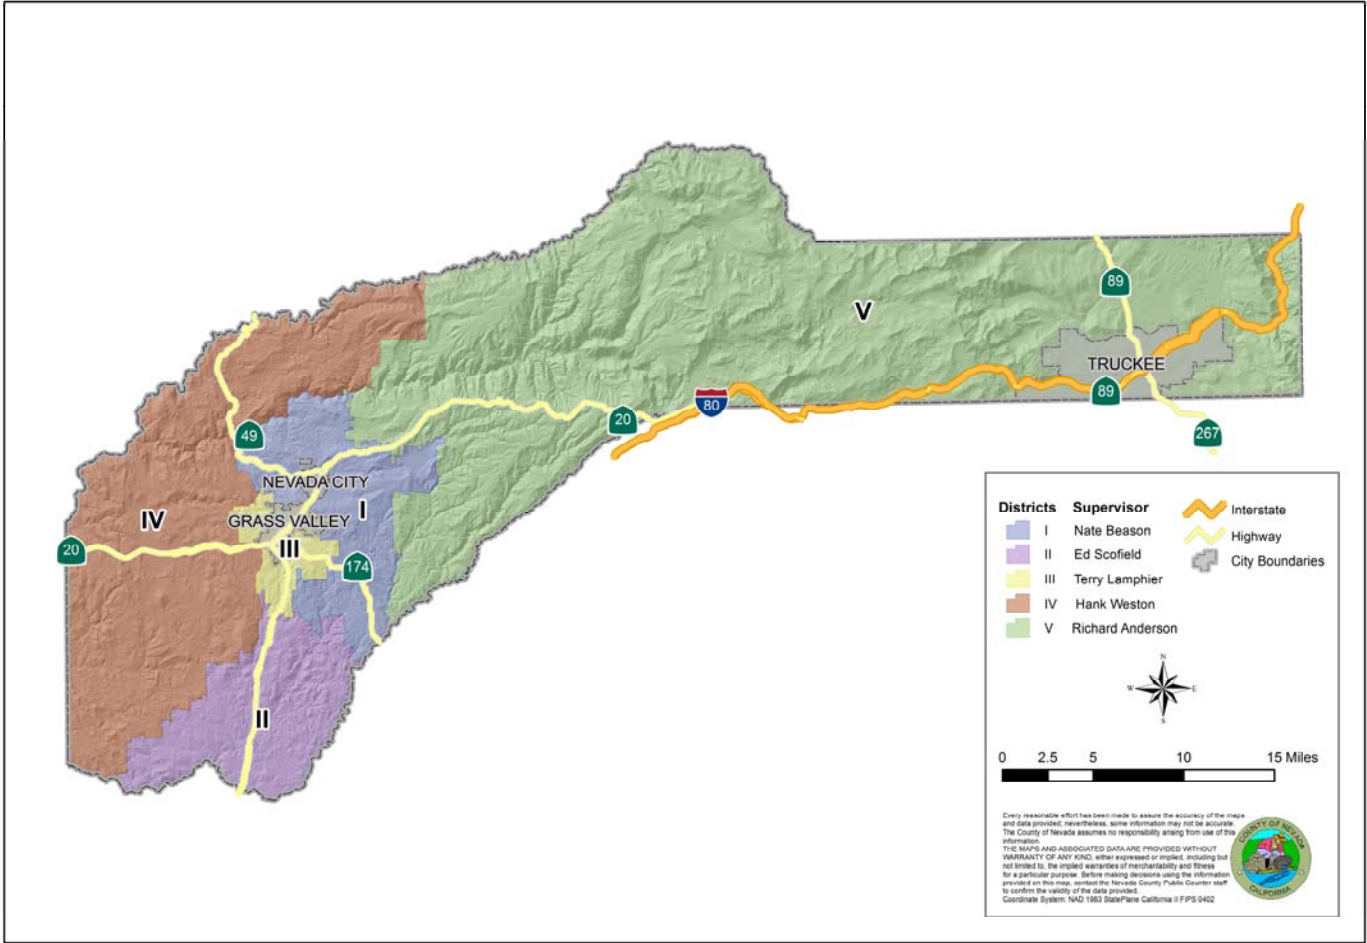 V
89
TRUCKEE
89
80
20
267
49
NEVADA CITY
I
GRASS VALLEY
IV
III
20
174
II
Districts Supervisor
I Nate Beason
II Ed Scofield
III Terry Lamphier
IV Hank Weston
V Richard Anderson
Interstate
Highway
City Boundaries
N
W E
S
0 2.5 5 10 15 Miles
Every reasonable effort has been made to assure the accuracy of the maps
and data provided; nevertheless, some information may not be accurate.
The County of Nevada assumes no responsibility arising from use of this
information.
THE MAPS AND ASSOCIATED DATA ARE PROVIDED WITHOUT
WARRANTY OF ANY KIND, either expressed or implied, including but
not limited to, the implied warranties of merchantability and fitness
for a particular purpose. Before making decisions using the information
provided on this map, contact the Nevada County Public Counter staff
to confirm the validity of the data provided.
Coordinate System: NAD 1983 StatePlane California II FIPS 0402
COUNTY OF NEVADA
CALIFORNIA